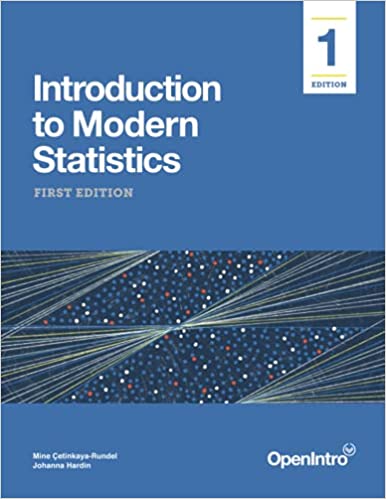 1
EDITION
Introduction
to Modern
Statistics
FIRST EDITION
Mine Çetinkaya-Rundel
Johanna Hardin
OpenIntro